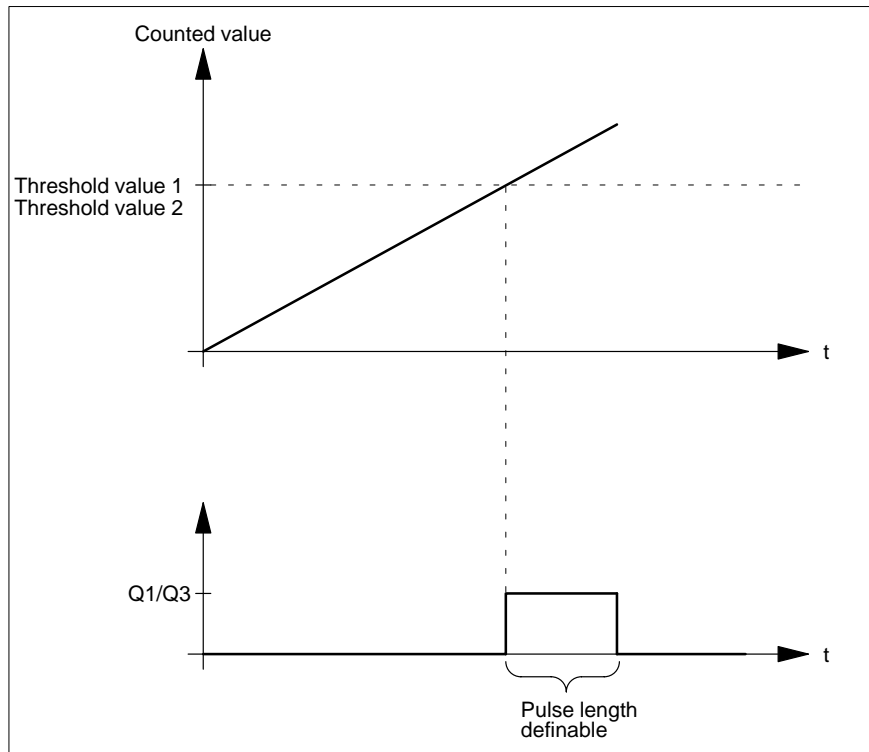 Counted value
Threshold value 1
Threshold value 2
t
Q1/Q3
t
Pulse length
definable